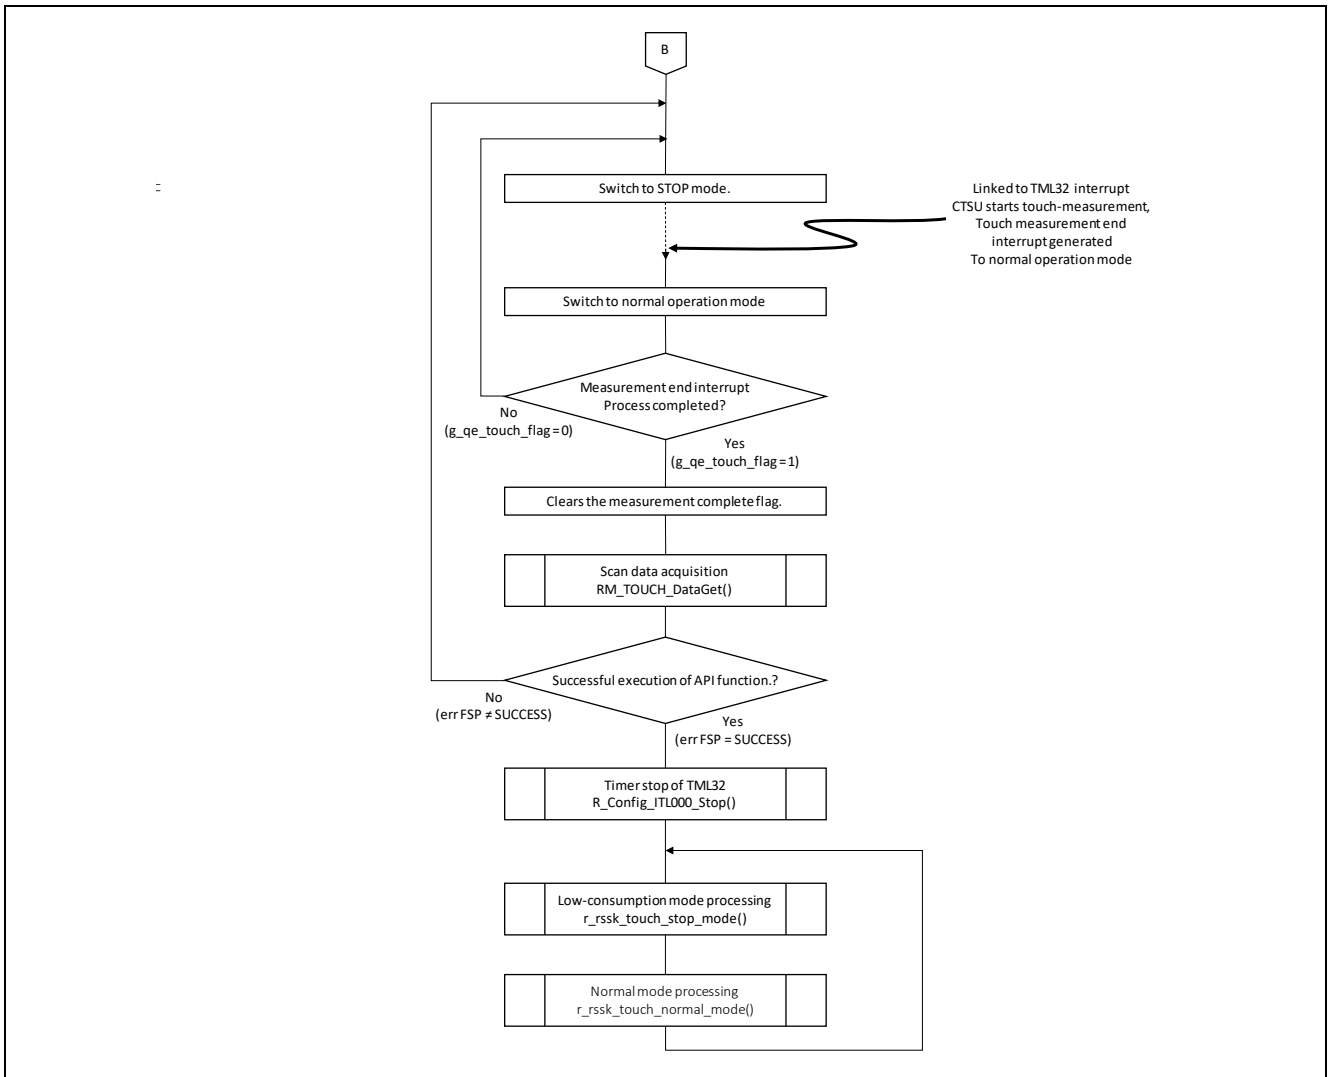 B
Switch to STOP mode.
Linked to TML32 interrupt
CTSU starts touch-measurement,
Touch measurement end
interrupt generated
To normal operation mode
Switch to normal operation mode
Measurement end interrupt
Process completed?
No
(g_qe_touch_flag = 0)
Yes
(g_qe_touch_flag = 1)
Clears the measurement complete flag.
Scan data acquisition
RM_TOUCH_DataGet()
Successful execution of API function.?
No
(err FSP ≠ SUCCESS)
Yes
(err FSP = SUCCESS)
Timer stop of TML32
R_Config_ITL000_Stop()
Low-consumption mode processing
r_rssk_touch_stop_mode()
Normal mode processing
r_rssk_touch_normal_mode()